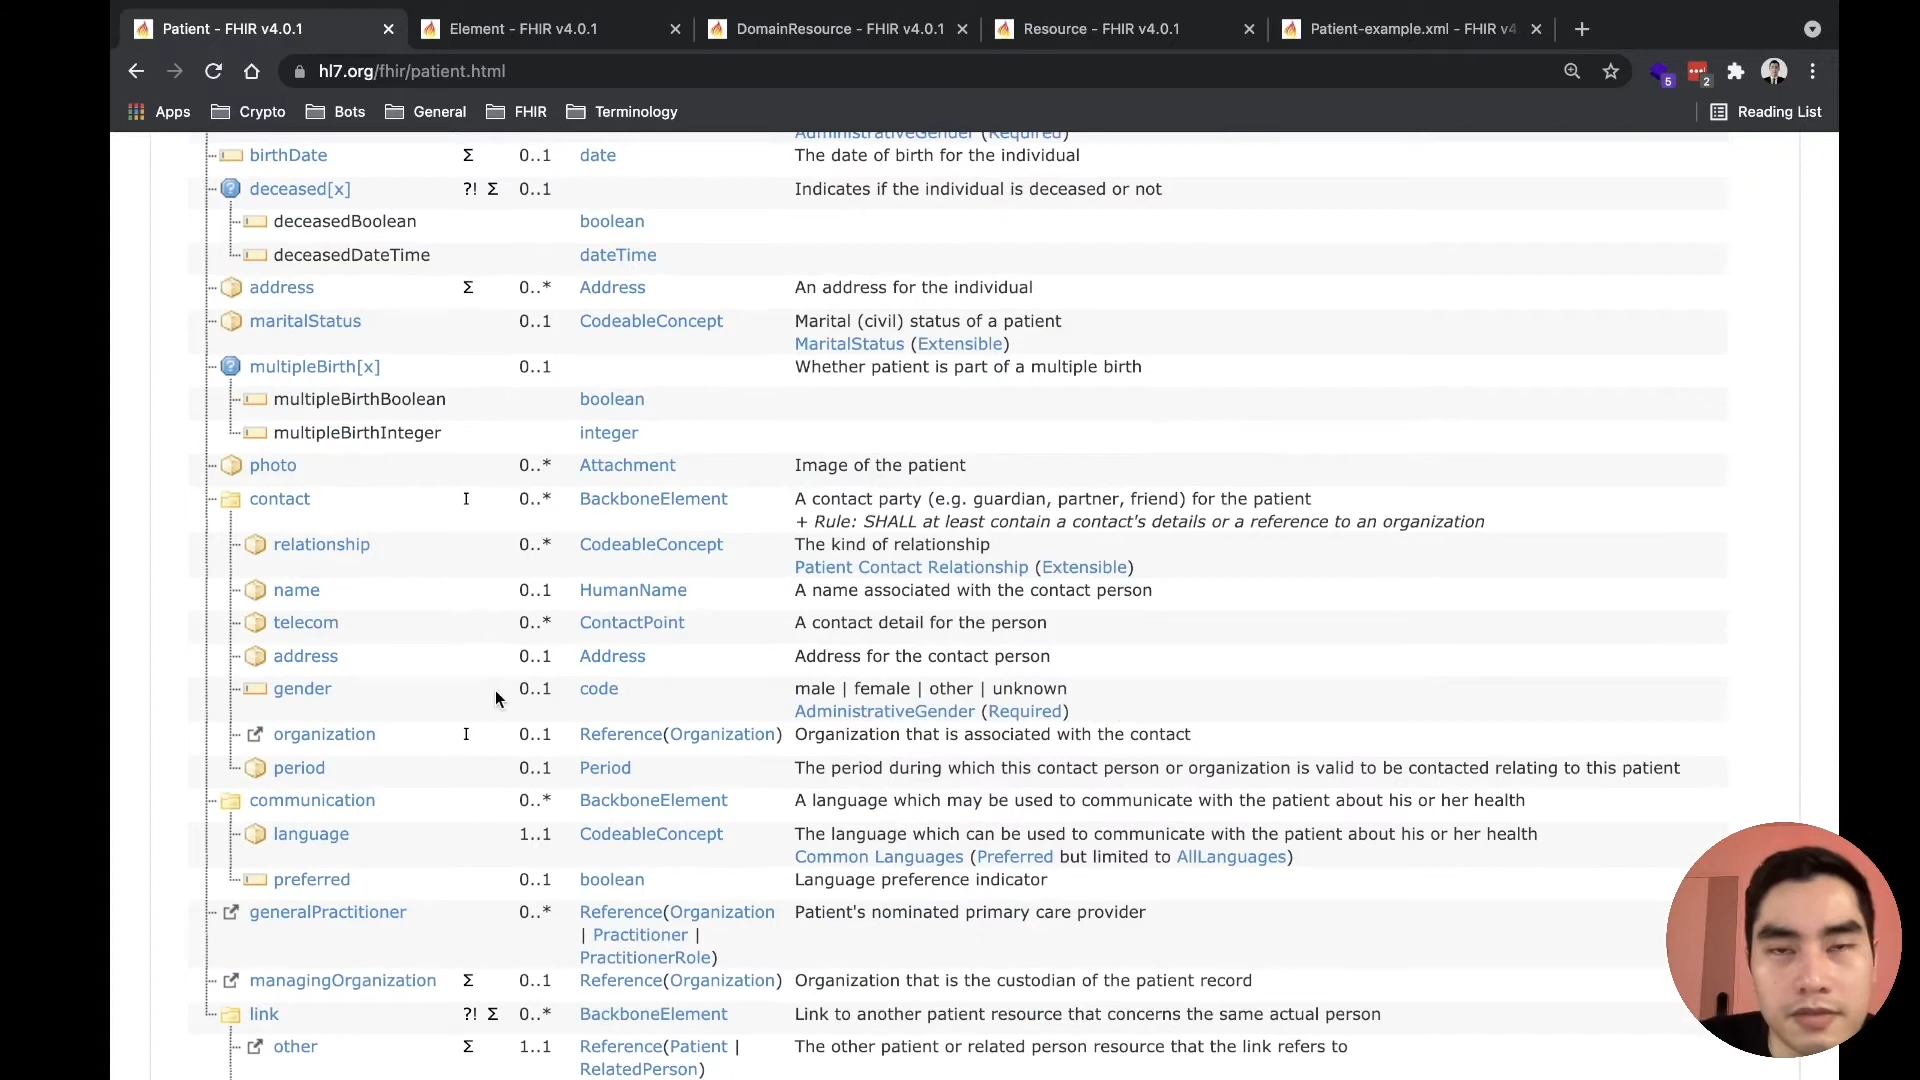 Patient - FHIR v4.0.1
Element - FHIR v4.0.1
DomainResource - FHIR v4.0.1
Resource - FHIR v4.0.1
Patient-example.xml - FHIR v4
hl7.org/fhir/patient.html
5
2
Apps
Crypto
Bots
General
FHIR
Terminology
Reading List
AdministrativeGender (Required)
birthDate Σ 0..1 date The date of birth for the individual
deceased[x] ?! Σ 0..1 Indicates if the individual is deceased or not
deceasedBoolean boolean
deceasedDateTime dateTime
address Σ 0..* Address An address for the individual
maritalStatus 0..1 CodeableConcept Marital (civil) status of a patient
MaritalStatus (Extensible)
multipleBirth[x] 0..1 Whether patient is part of a multiple birth
multipleBirthBoolean boolean
multipleBirthInteger integer
photo 0..* Attachment Image of the patient
contact I 0..* BackboneElement A contact party (e.g. guardian, partner, friend) for the patient
+ Rule: SHALL at least contain a contact's details or a reference to an organization
relationship 0..* CodeableConcept The kind of relationship
Patient Contact Relationship (Extensible)
name 0..1 HumanName A name associated with the contact person
telecom 0..* ContactPoint A contact detail for the person
address 0..1 Address Address for the contact person
gender 0..1 code male | female | other | unknown
AdministrativeGender (Required)
organization I 0..1 Reference(Organization) Organization that is associated with the contact
period 0..1 Period The period during which this contact person or organization is valid to be contacted relating to this patient
communication 0..* BackboneElement A language which may be used to communicate with the patient about his or her health
language 1..1 CodeableConcept The language which can be used to communicate with the patient about his or her health
Common Languages (Preferred but limited to AllLanguages)
preferred 0..1 boolean Language preference indicator
generalPractitioner 0..* Reference(Organization Patient's nominated primary care provider
| Practitioner |
PractitionerRole)
managingOrganization Σ 0..1 Reference(Organization) Organization that is the custodian of the patient record
link ?! Σ 0..* BackboneElement Link to another patient resource that concerns the same actual person
other Σ 1..1 Reference(Patient | The other patient or related person resource that the link refers to
RelatedPerson)